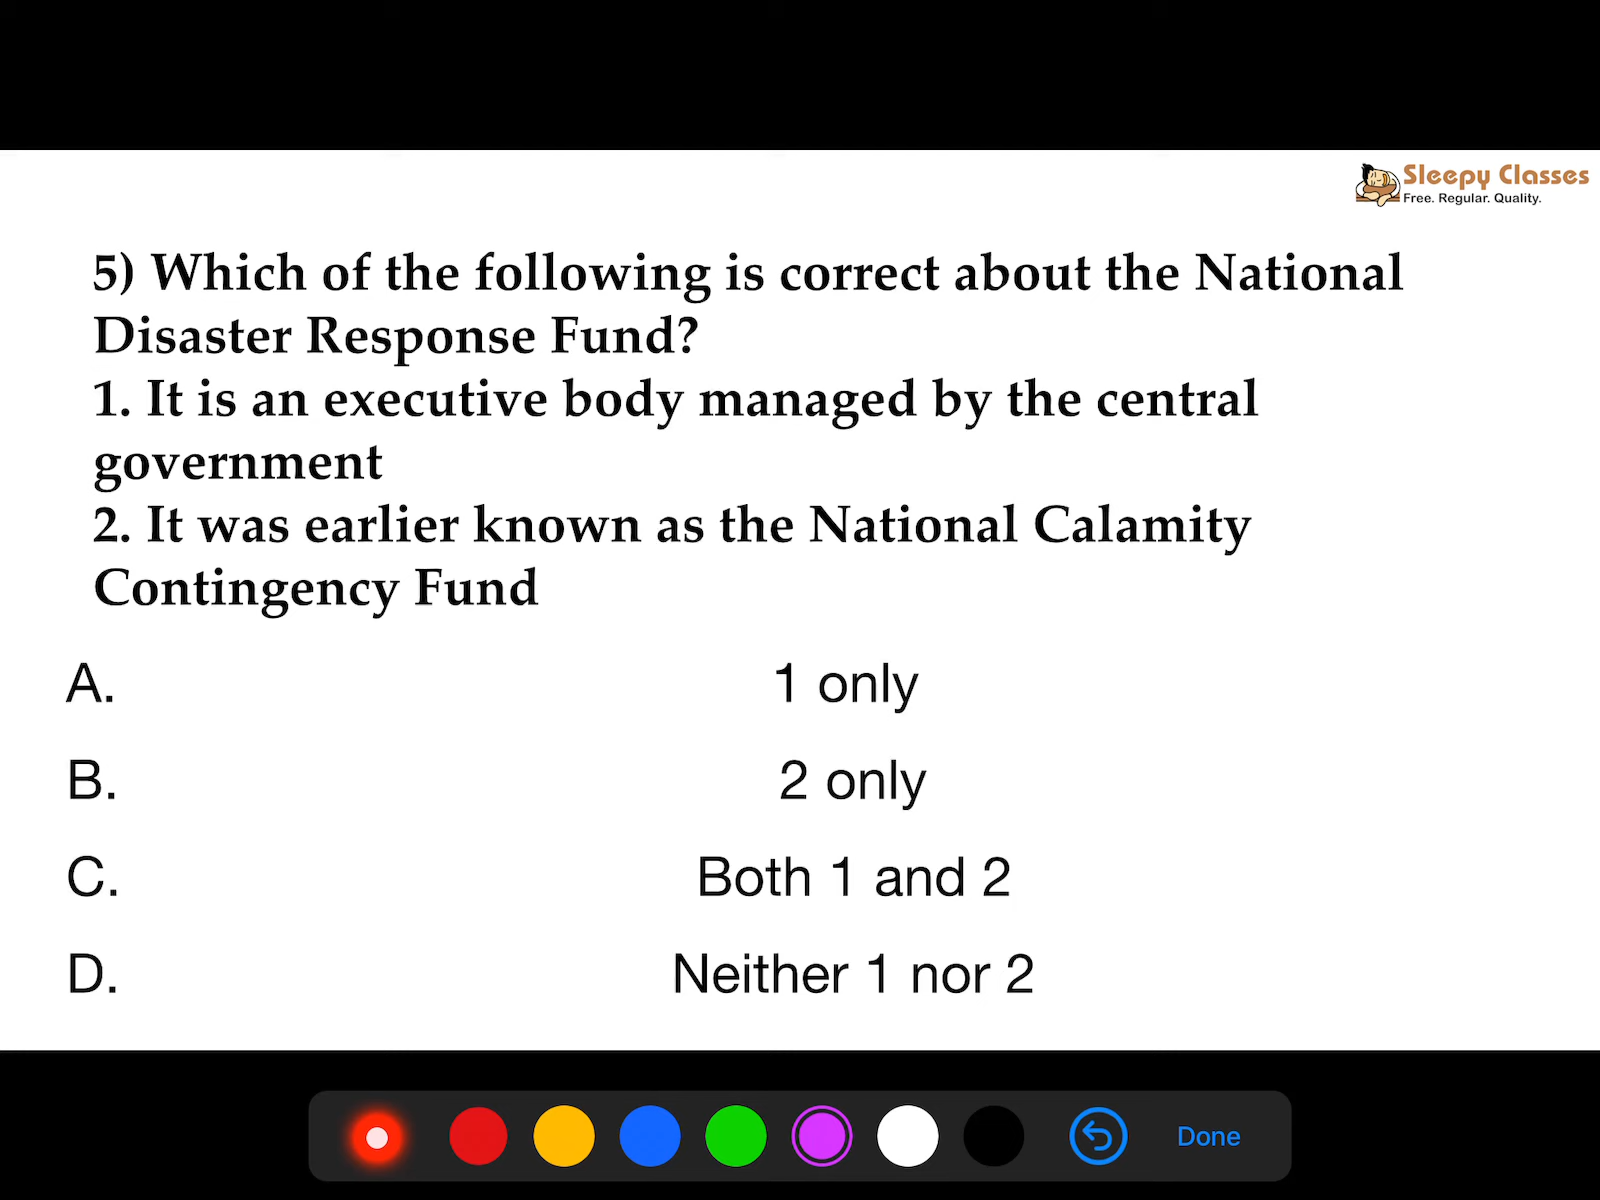 Sleepy Classes
Free. Regular. Quality.
5) Which of the following is correct about the National
Disaster Response Fund?
1. It is an executive body managed by the central
government
2. It was earlier known as the National Calamity
Contingency Fund
A. 1 only
B. 2 only
C. Both 1 and 2
D. Neither 1 nor 2
Done